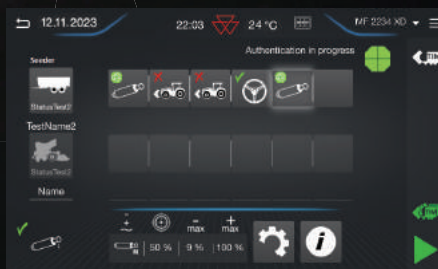 12.11.2023 22:03 24 °C MF 2234 XD
Authentication in progress
Seeder
StatusTest2
TestName2
StatusTest2
Name
max max
50 % 9 % 100 %